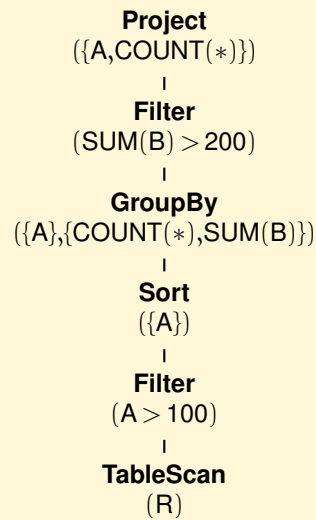 Project
({A,COUNT(∗)})
Filter
(SUM(B) > 200)
GroupBy
({A},{COUNT(∗),SUM(B)})
Sort
({A})
Filter
(A > 100)
TableScan
(R)